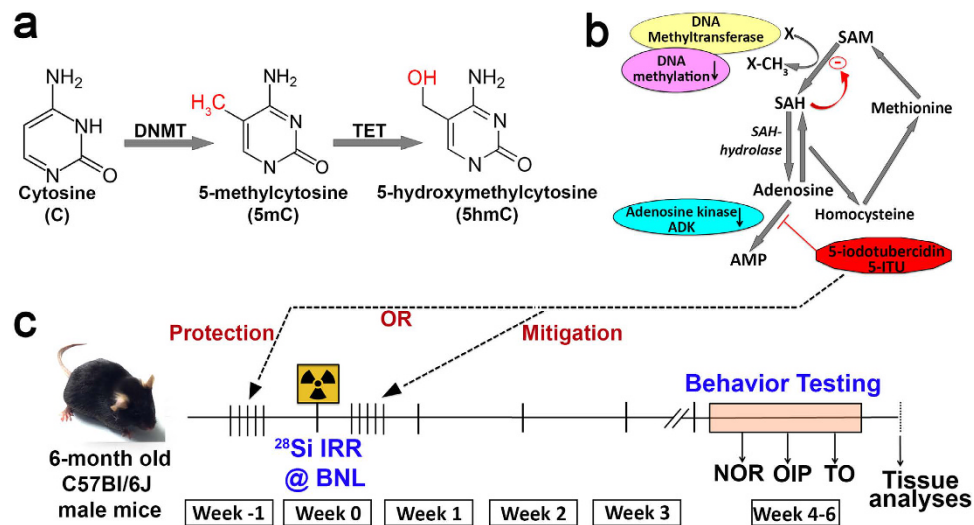 a
NH₂
NH
N
O
Cytosine
(C)
DNMT
H₃C
NH₂
N
N
O
5-methylcytosine
(5mC)
TET
OH
NH₂
N
N
O
5-hydroxymethylcytosine
(5hmC)
b
DNA
Methyltransferase
DNA
methylation↓
X
X-CH₃
SAM
−
SAH
Methionine
SAH-
hydrolase
Adenosine
Homocysteine
Adenosine kinase
ADK ↓
AMP
5-iodotubercidin
5-ITU
c
Protection
OR
Mitigation
²⁸Si IRR
@ BNL
Behavior Testing
NOR OIP TO
Tissue
analyses
6-month old
C57Bl/6J
male mice
Week -1 Week 0 Week 1 Week 2 Week 3 Week 4-6